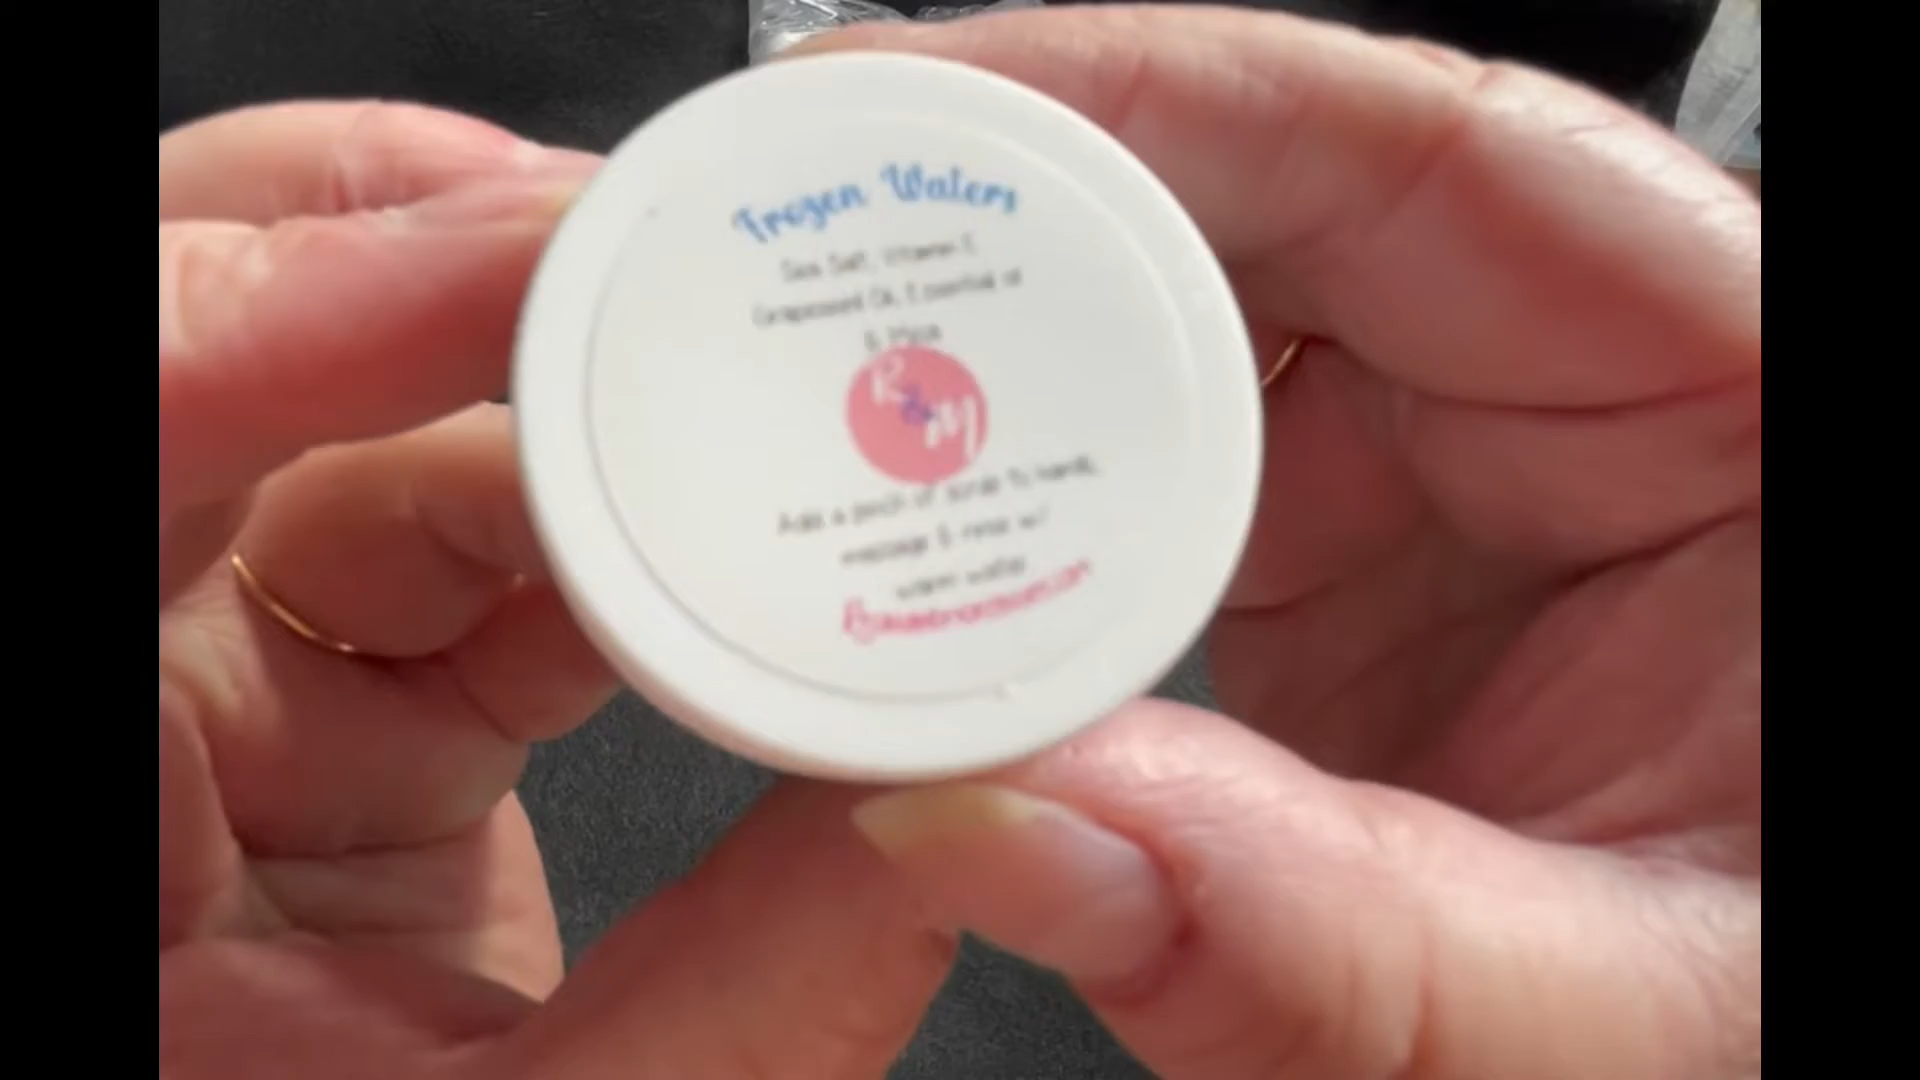 Frozen Waters
Sea Salt, Vitamin E
Grapeseed Oil, Essential oil
& Mica
R&M
Add a pinch of scrub to hands,
massage & rinse w/
warm water